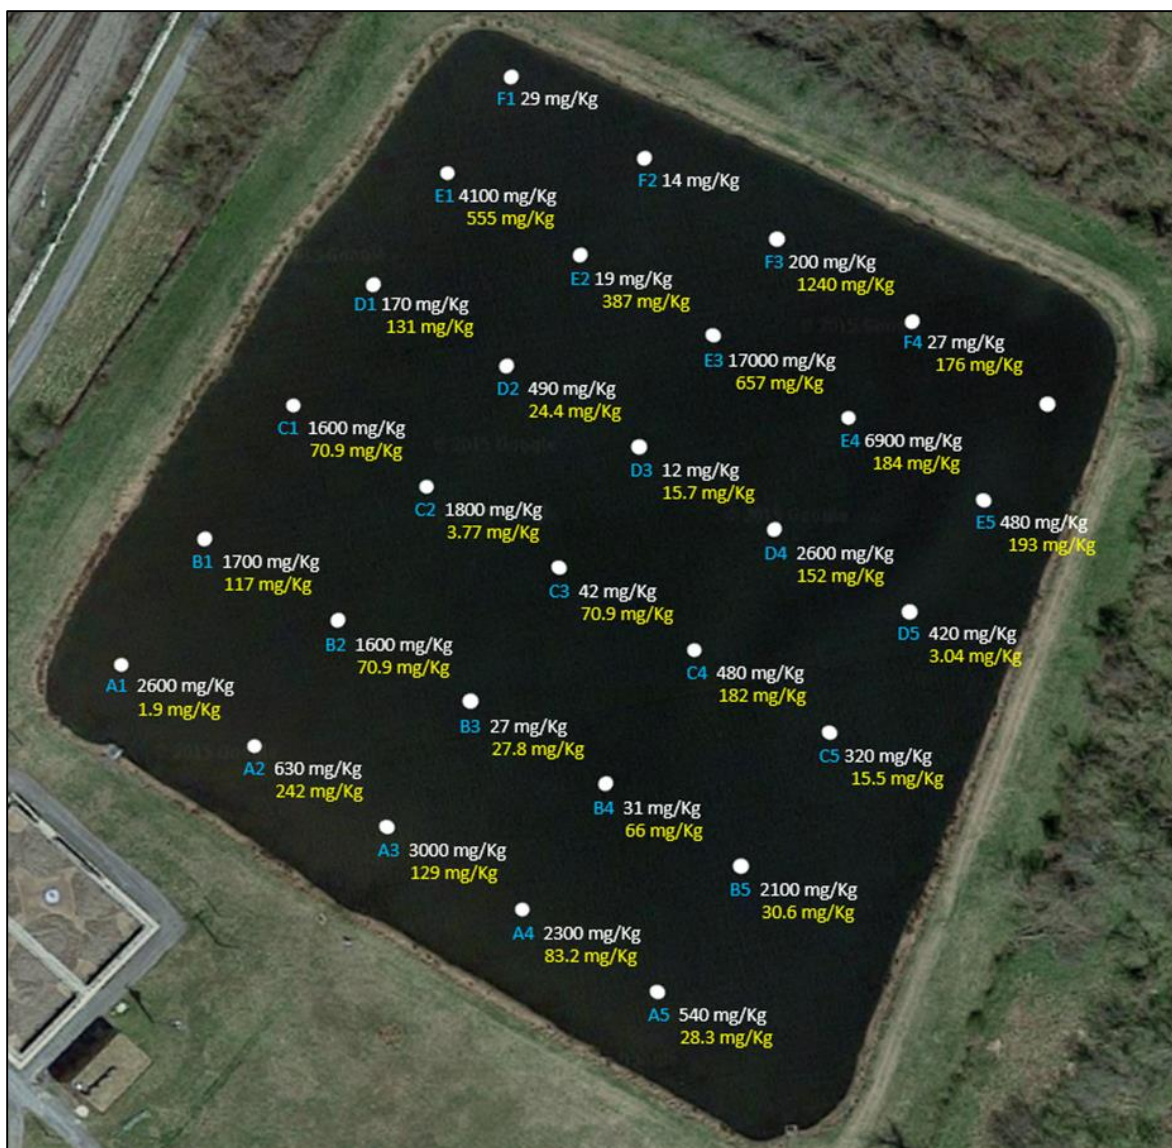 F1 29 mg/Kg
F2 14 mg/Kg
E1 4100 mg/Kg
555 mg/Kg
F3 200 mg/Kg
1240 mg/Kg
E2 19 mg/Kg
387 mg/Kg
D1 170 mg/Kg
131 mg/Kg
F4 27 mg/Kg
176 mg/Kg
E3 17000 mg/Kg
657 mg/Kg
D2 490 mg/Kg
24.4 mg/Kg
C1 1600 mg/Kg
70.9 mg/Kg
E4 6900 mg/Kg
184 mg/Kg
D3 12 mg/Kg
15.7 mg/Kg
C2 1800 mg/Kg
3.77 mg/Kg
E5 480 mg/Kg
193 mg/Kg
D4 2600 mg/Kg
152 mg/Kg
B1 1700 mg/Kg
117 mg/Kg
C3 42 mg/Kg
70.9 mg/Kg
D5 420 mg/Kg
3.04 mg/Kg
B2 1600 mg/Kg
70.9 mg/Kg
C4 480 mg/Kg
182 mg/Kg
A1 2600 mg/Kg
1.9 mg/Kg
B3 27 mg/Kg
27.8 mg/Kg
C5 320 mg/Kg
15.5 mg/Kg
A2 630 mg/Kg
242 mg/Kg
B4 31 mg/Kg
66 mg/Kg
A3 3000 mg/Kg
129 mg/Kg
B5 2100 mg/Kg
30.6 mg/Kg
A4 2300 mg/Kg
83.2 mg/Kg
A5 540 mg/Kg
28.3 mg/Kg